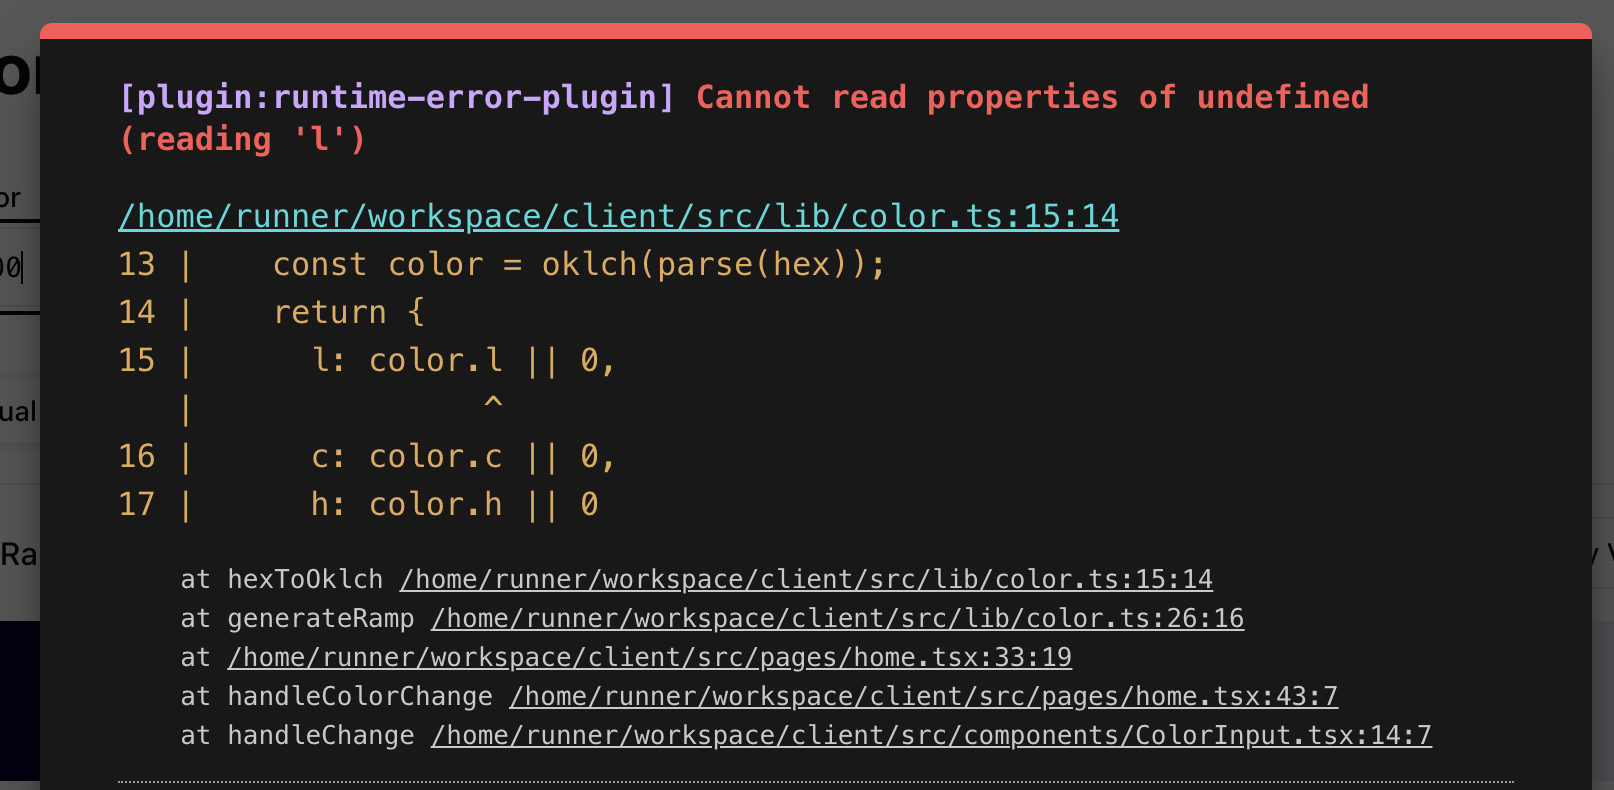 [plugin:runtime-error-plugin] Cannot read properties of undefined
(reading 'l')
/home/runner/workspace/client/src/lib/color.ts:15:14
13 |    const color = oklch(parse(hex));
14 |    return {
15 |      l: color.l || 0,
   |               ^
16 |      c: color.c || 0,
17 |      h: color.h || 0
at hexToOklch /home/runner/workspace/client/src/lib/color.ts:15:14
at generateRamp /home/runner/workspace/client/src/lib/color.ts:26:16
at /home/runner/workspace/client/src/pages/home.tsx:33:19
at handleColorChange /home/runner/workspace/client/src/pages/home.tsx:43:7
at handleChange /home/runner/workspace/client/src/components/ColorInput.tsx:14:7